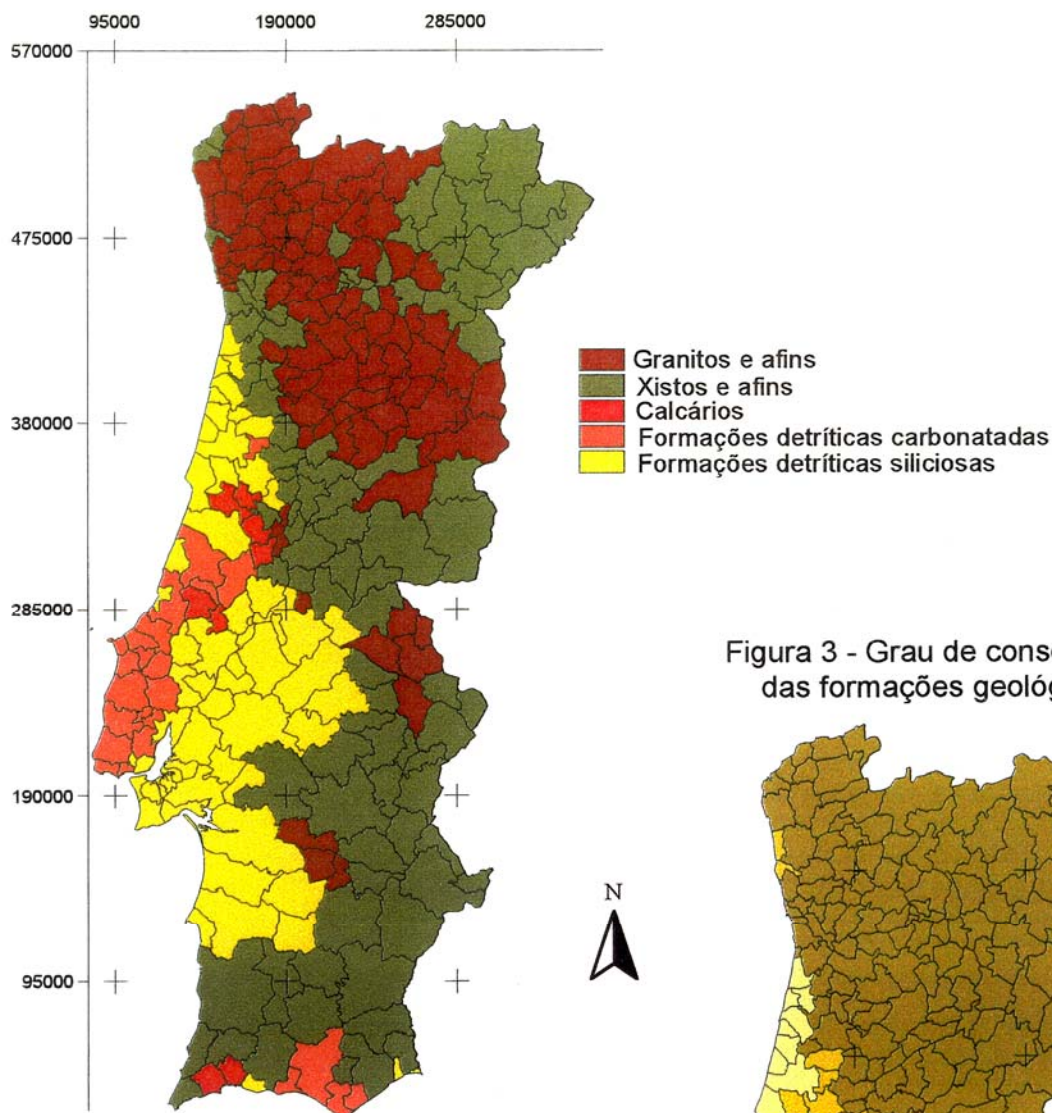 95000 190000 285000
570000
475000
380000
285000
190000
95000
Granitos e afins
Xistos e afins
Calcários
Formações detríticas carbonatadas
Formações detríticas siliciosas
N
Figura 3 - Grau de conso
das formações geológ